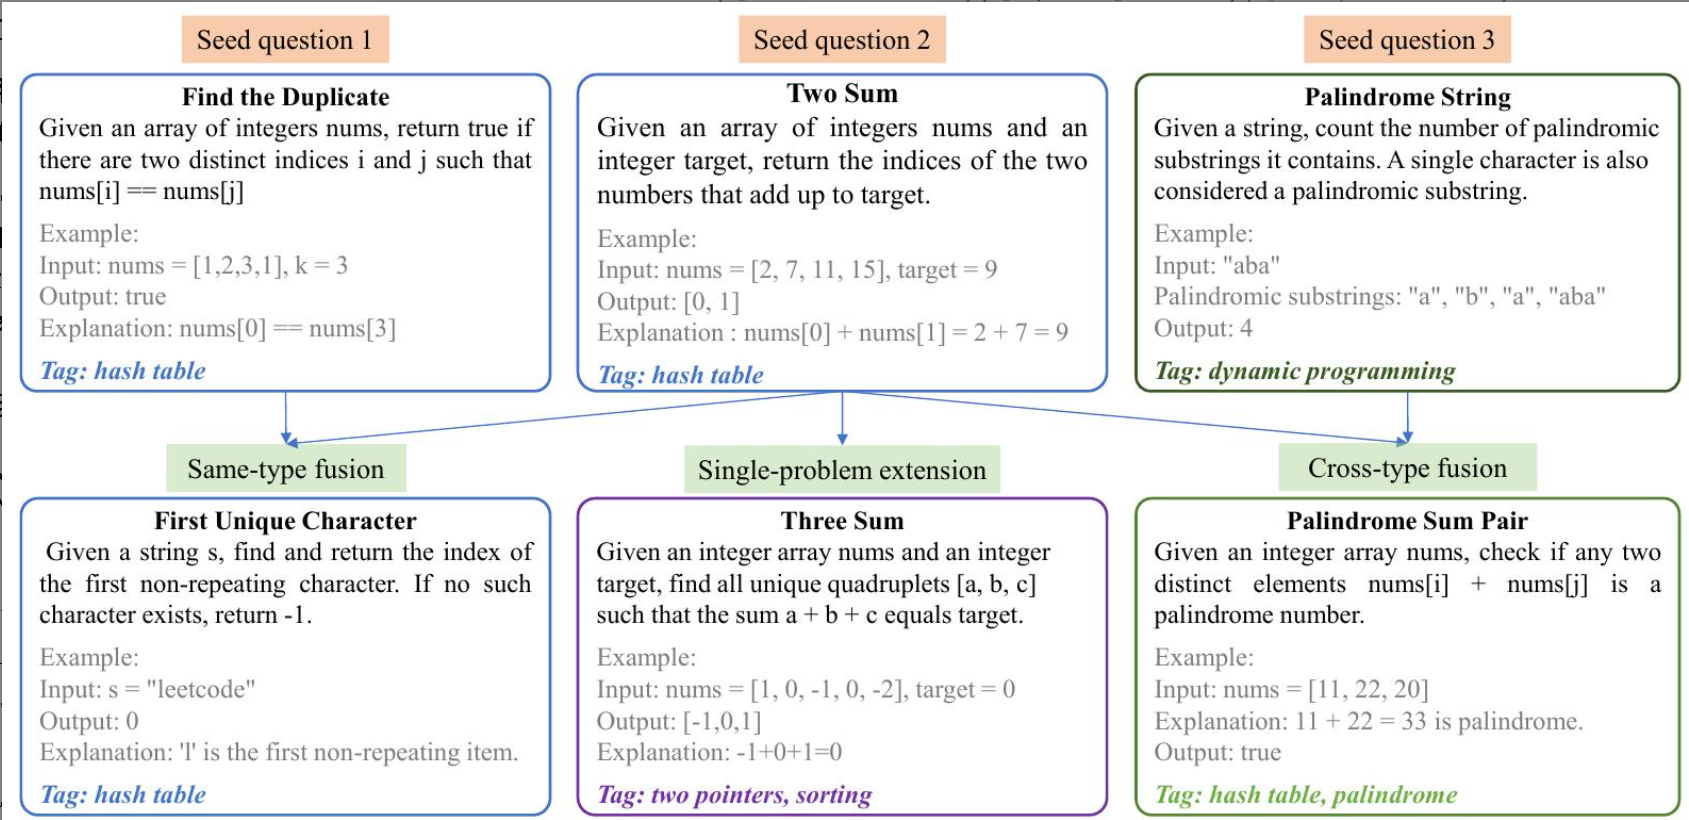 Seed question 1
Seed question 2
Seed question 3
Find the Duplicate
Given an array of integers nums, return true if
there are two distinct indices i and j such that
nums[i] == nums[j]
Example:
Input: nums = [1,2,3,1], k = 3
Output: true
Explanation: nums[0] == nums[3]
Tag: hash table
Two Sum
Given an array of integers nums and an
integer target, return the indices of the two
numbers that add up to target.
Example:
Input: nums = [2, 7, 11, 15], target = 9
Output: [0, 1]
Explanation : nums[0] + nums[1] = 2 + 7 = 9
Tag: hash table
Palindrome String
Given a string, count the number of palindromic
substrings it contains. A single character is also
considered a palindromic substring.
Example:
Input: "aba"
Palindromic substrings: "a", "b", "a", "aba"
Output: 4
Tag: dynamic programming
Same-type fusion
Single-problem extension
Cross-type fusion
First Unique Character
Given a string s, find and return the index of
the first non-repeating character. If no such
character exists, return -1.
Example:
Input: s = "leetcode"
Output: 0
Explanation: 'l' is the first non-repeating item.
Tag: hash table
Three Sum
Given an integer array nums and an integer
target, find all unique quadruplets [a, b, c]
such that the sum a + b + c equals target.
Example:
Input: nums = [1, 0, -1, 0, -2], target = 0
Output: [-1,0,1]
Explanation: -1+0+1=0
Tag: two pointers, sorting
Palindrome Sum Pair
Given an integer array nums, check if any two
distinct elements nums[i] + nums[j] is a
palindrome number.
Example:
Input: nums = [11, 22, 20]
Explanation: 11 + 22 = 33 is palindrome.
Output: true
Tag: hash table, palindrome